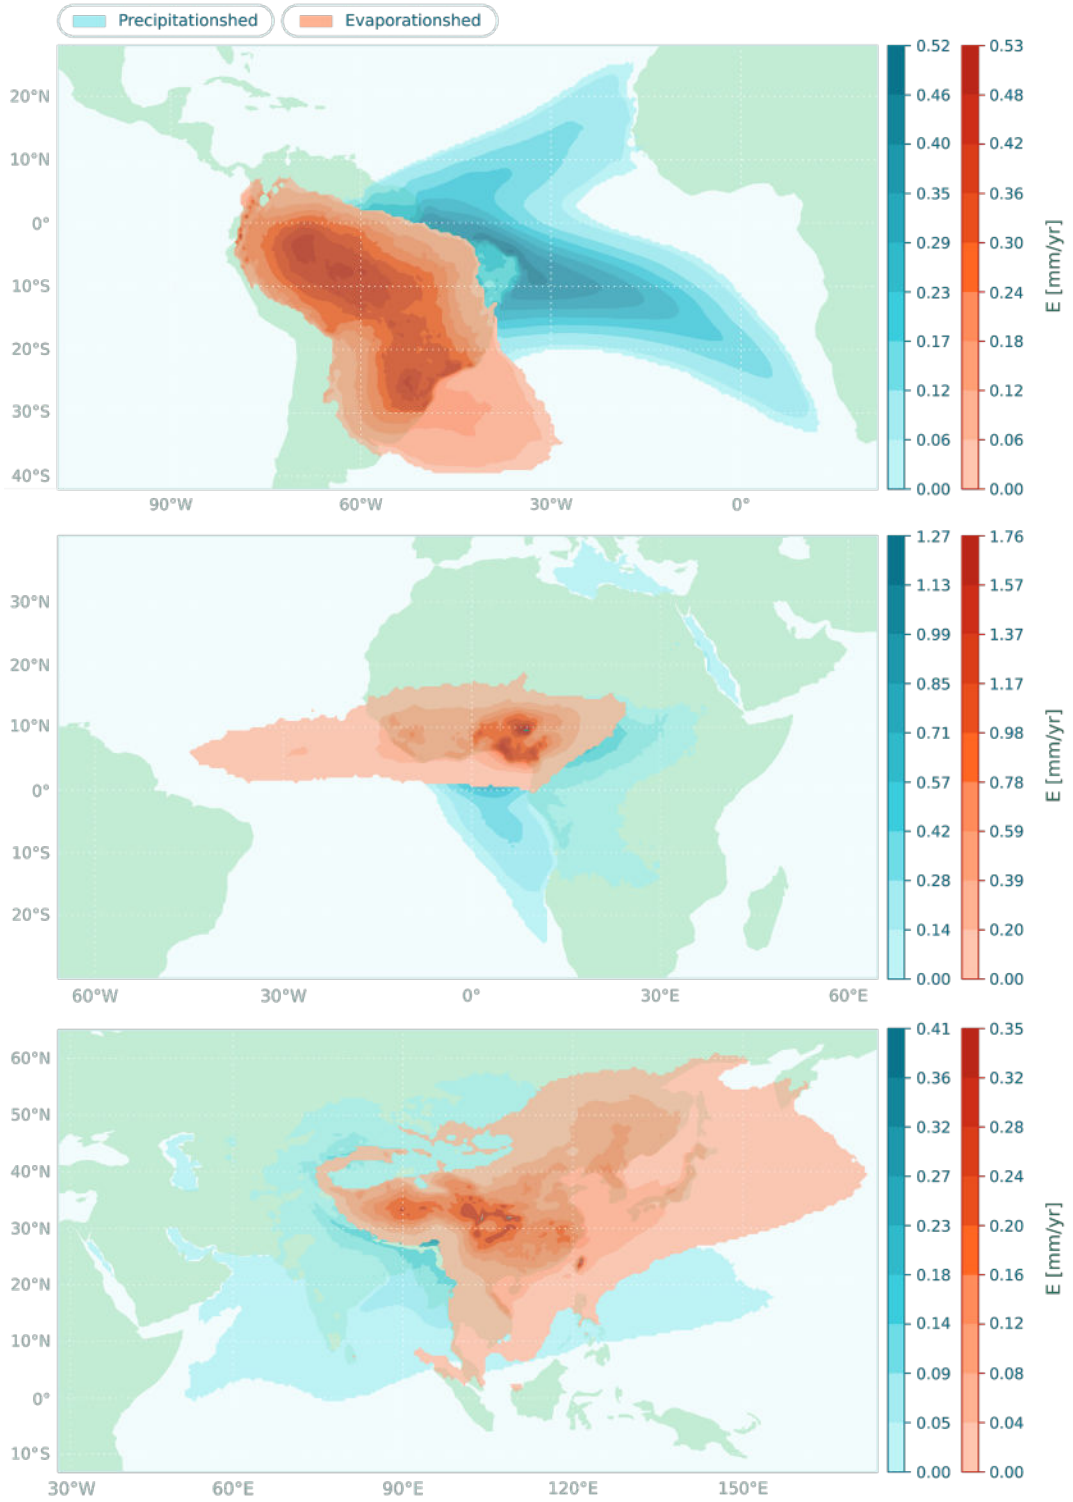 Precipitationshed Evaporationshed
20°N
10°N
0°
10°S
20°S
30°S
40°S
90°W 60°W 30°W 0°
0.52 0.53
0.46 0.48
0.40 0.42
0.35 0.36
0.29 0.30
0.23 0.24
0.17 0.18
0.12 0.12
0.06 0.06
0.00 0.00
E [mm/yr]
30°N
20°N
10°N
0°
10°S
20°S
60°W 30°W 0° 30°E 60°E
1.27 1.76
1.13 1.57
0.99 1.37
0.85 1.17
0.71 0.98
0.57 0.78
0.42 0.59
0.28 0.39
0.14 0.20
0.00 0.00
E [mm/yr]
60°N
50°N
40°N
30°N
20°N
10°N
0°
10°S
30°W 60°E 90°E 120°E 150°E
0.41 0.35
0.36 0.32
0.32 0.28
0.27 0.24
0.23 0.20
0.18 0.16
0.14 0.12
0.09 0.08
0.05 0.04
0.00 0.00
E [mm/yr]